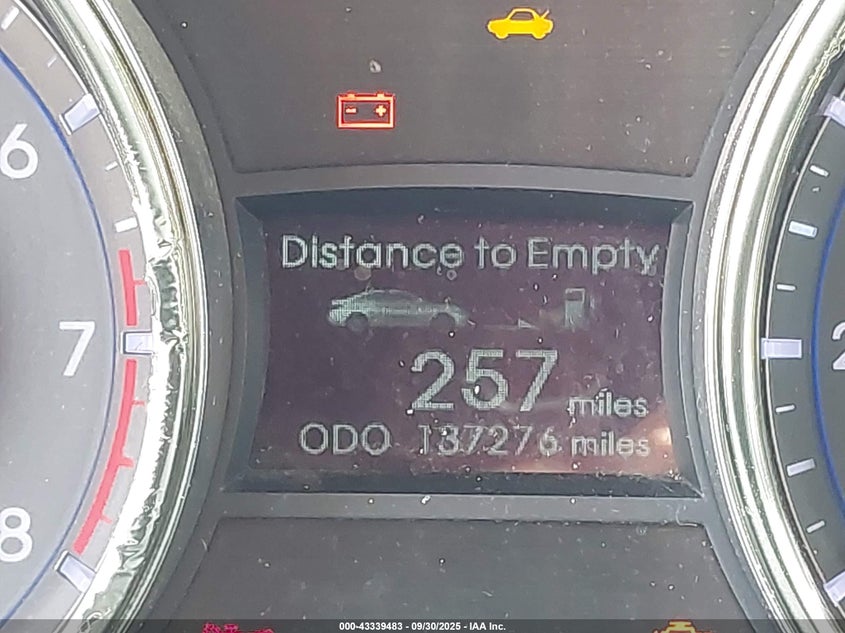 6
7
8
Distance to Empty
257 miles
ODO 137276 miles
2
000-43339483 - 09/30/2025 - IAA Inc.